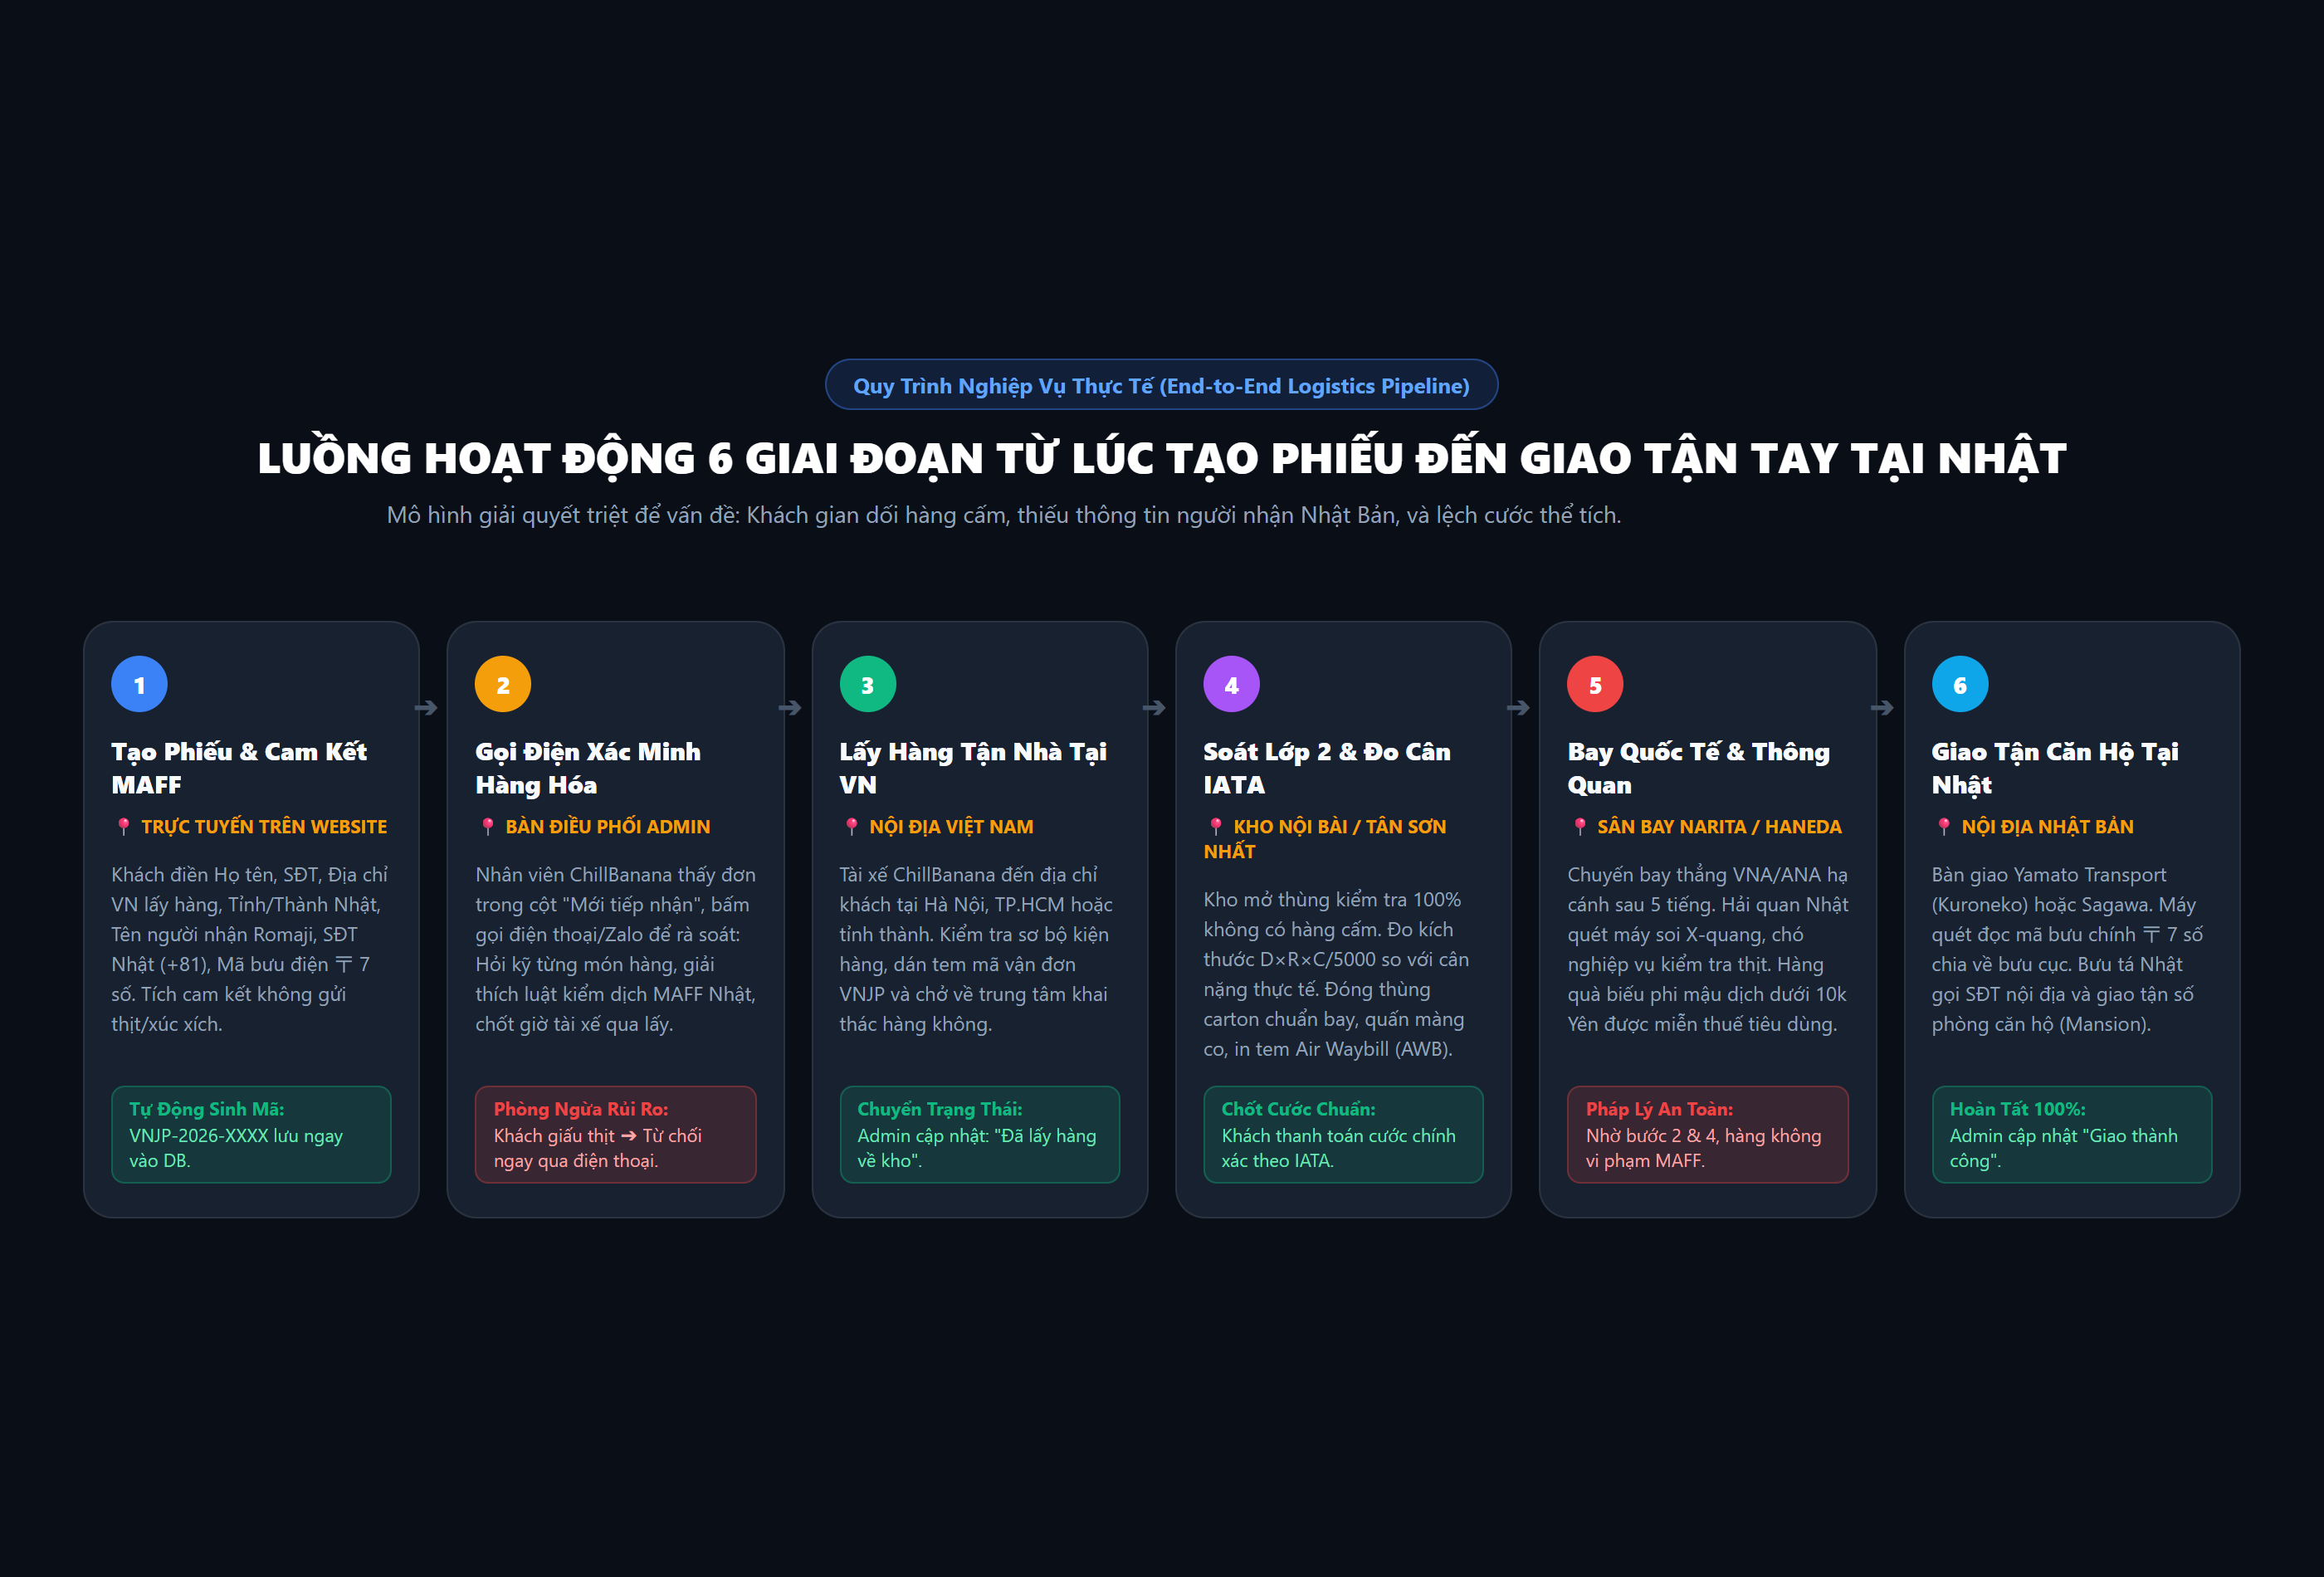 Quy Trình Nghiệp Vụ Thực Tế (End-to-End Logistics Pipeline)
LUỒNG HOẠT ĐỘNG 6 GIAI ĐOẠN TỪ LÚC TẠO PHIẾU ĐẾN GIAO TẬN TAY TẠI NHẬT
Mô hình giải quyết triệt để vấn đề: Khách gian dối hàng cấm, thiếu thông tin người nhận Nhật Bản, và lệch cước thể tích.
1
Tạo Phiếu & Cam Kết
MAFF
📍 TRỰC TUYẾN TRÊN WEBSITE
Khách điền Họ tên, SĐT, Địa chỉ
VN lấy hàng, Tỉnh/Thành Nhật,
Tên người nhận Romaji, SĐT
Nhật (+81), Mã bưu điện 〒 7
số. Tích cam kết không gửi
thịt/xúc xích.
Tự Động Sinh Mã:
VNJP-2026-XXXX lưu ngay
vào DB.
➔
2
Gọi Điện Xác Minh
Hàng Hóa
📍 BÀN ĐIỀU PHỐI ADMIN
Nhân viên ChillBanana thấy đơn
trong cột "Mới tiếp nhận", bấm
gọi điện thoại/Zalo để rà soát:
Hỏi kỹ từng món hàng, giải
thích luật kiểm dịch MAFF Nhật,
chốt giờ tài xế qua lấy.
Phòng Ngừa Rủi Ro:
Khách giấu thịt ➔ Từ chối
ngay qua điện thoại.
➔
3
Lấy Hàng Tận Nhà Tại
VN
📍 NỘI ĐỊA VIỆT NAM
Tài xế ChillBanana đến địa chỉ
khách tại Hà Nội, TP.HCM hoặc
tỉnh thành. Kiểm tra sơ bộ kiện
hàng, dán tem mã vận đơn
VNJP và chở về trung tâm khai
thác hàng không.
Chuyển Trạng Thái:
Admin cập nhật: "Đã lấy hàng
về kho".
➔
4
Soát Lớp 2 & Đo Cân
IATA
📍 KHO NỘI BÀI / TÂN SƠN
NHẤT
Kho mở thùng kiểm tra 100%
không có hàng cấm. Đo kích
thước D×R×C/5000 so với cân
nặng thực tế. Đóng thùng
carton chuẩn bay, quấn màng
co, in tem Air Waybill (AWB).
Chốt Cước Chuẩn:
Khách thanh toán cước chính
xác theo IATA.
➔
5
Bay Quốc Tế & Thông
Quan
📍 SÂN BAY NARITA / HANEDA
Chuyến bay thẳng VNA/ANA hạ
cánh sau 5 tiếng. Hải quan Nhật
quét máy soi X-quang, chó
nghiệp vụ kiểm tra thịt. Hàng
quà biếu phi mậu dịch dưới 10k
Yên được miễn thuế tiêu dùng.
Pháp Lý An Toàn:
Nhờ bước 2 & 4, hàng không
vi phạm MAFF.
➔
6
Giao Tận Căn Hộ Tại
Nhật
📍 NỘI ĐỊA NHẬT BẢN
Bàn giao Yamato Transport
(Kuroneko) hoặc Sagawa. Máy
quét đọc mã bưu chính 〒 7 số
chia về bưu cục. Bưu tá Nhật
gọi SĐT nội địa và giao tận số
phòng căn hộ (Mansion).
Hoàn Tất 100%:
Admin cập nhật "Giao thành
công".